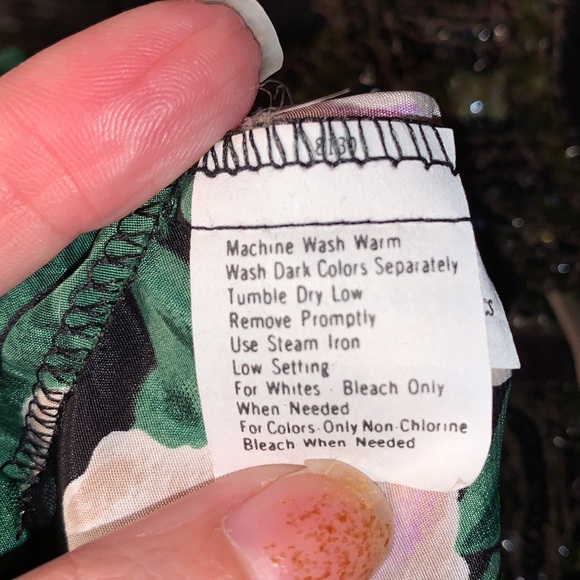 Machine Wash Warm
Wash Dark Colors Separately
Tumble Dry Low
Remove Promptly
Use Steam Iron
Low Setting
For Whites - Bleach Only
When Needed
For Colors-Only Non-Chlorine
Bleach When Needed